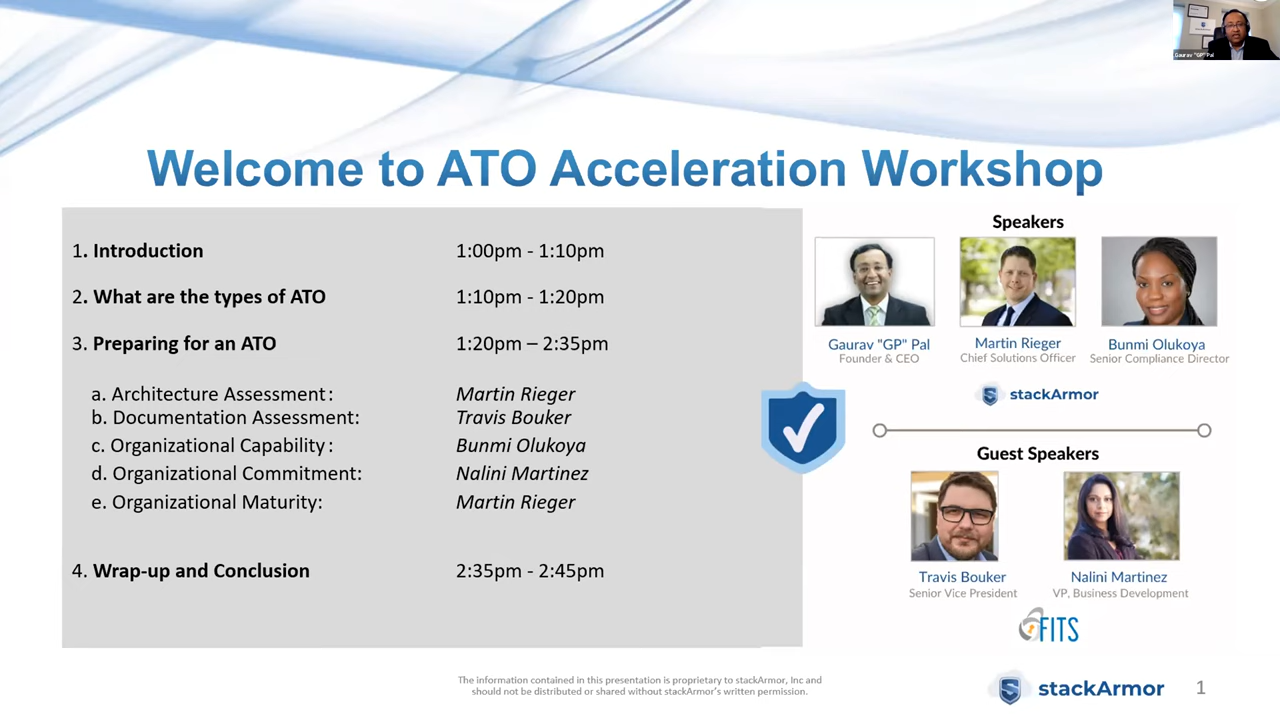 Gaurav "GP" Pal
Welcome to ATO Acceleration Workshop
1. Introduction 1:00pm - 1:10pm
2. What are the types of ATO 1:10pm - 1:20pm
3. Preparing for an ATO 1:20pm – 2:35pm
a. Architecture Assessment: Martin Rieger
b. Documentation Assessment: Travis Bouker
c. Organizational Capability: Bunmi Olukoya
d. Organizational Commitment: Nalini Martinez
e. Organizational Maturity: Martin Rieger
4. Wrap-up and Conclusion 2:35pm - 2:45pm
Speakers
Gaurav "GP" Pal Martin Rieger Bunmi Olukoya
Founder & CEO Chief Solutions Officer Senior Compliance Director
S stackArmor
Guest Speakers
Travis Bouker Nalini Martinez
Senior Vice President VP, Business Development
FITS
The information contained in this presentation is proprietary to stackArmor, Inc and
should not be distributed or shared without stackArmor's written permission.
S stackArmor 1